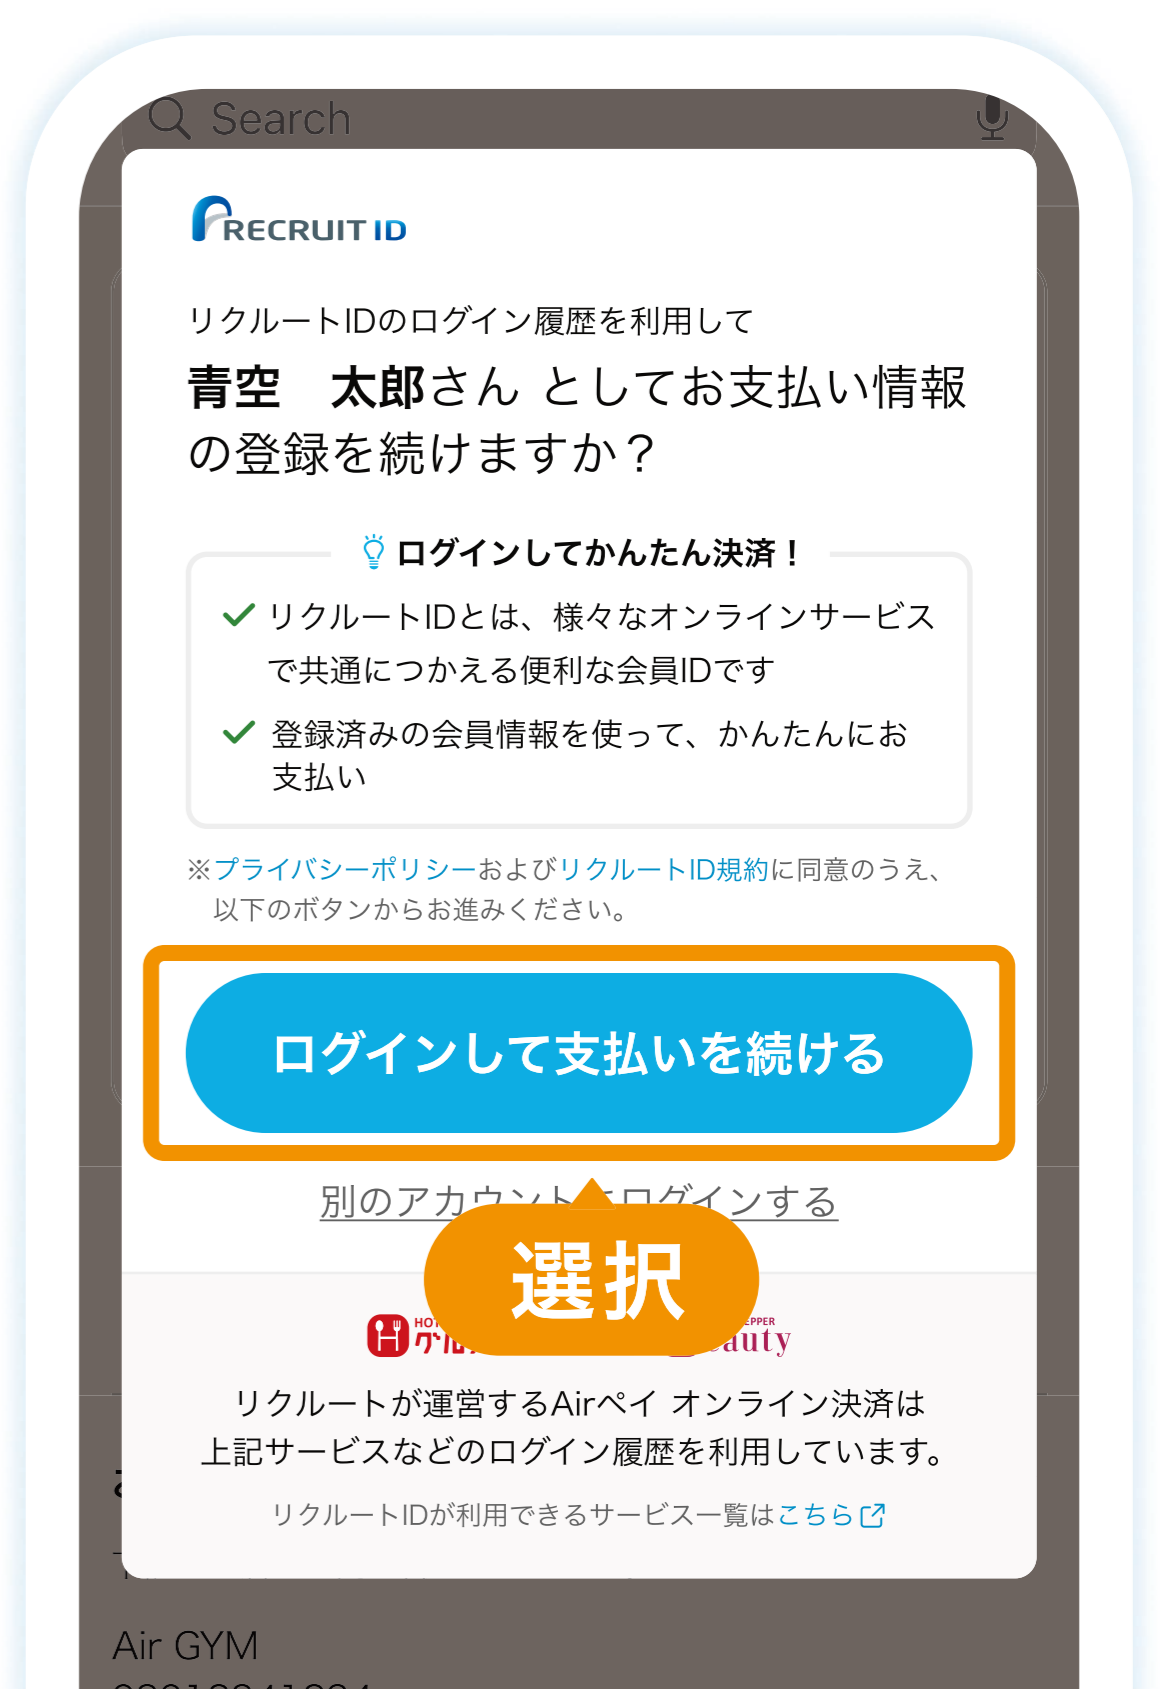 Search
RECRUIT ID
リクルートIDのログイン履歴を利用して
青空　太郎さん としてお支払い情報
の登録を続けますか？
ログインしてかんたん決済！
リクルートIDとは、様々なオンラインサービス
で共通につかえる便利な会員IDです
登録済みの会員情報を使って、かんたんにお
支払い
※プライバシーポリシーおよびリクルートID規約に同意のうえ、
以下のボタンからお進みください。
ログインして支払いを続ける
別のアカウント ログインする
選択
リクルートが運営するAirペイ オンライン決済は
上記サービスなどのログイン履歴を利用しています。
リクルートIDが利用できるサービス一覧はこちら
Air GYM